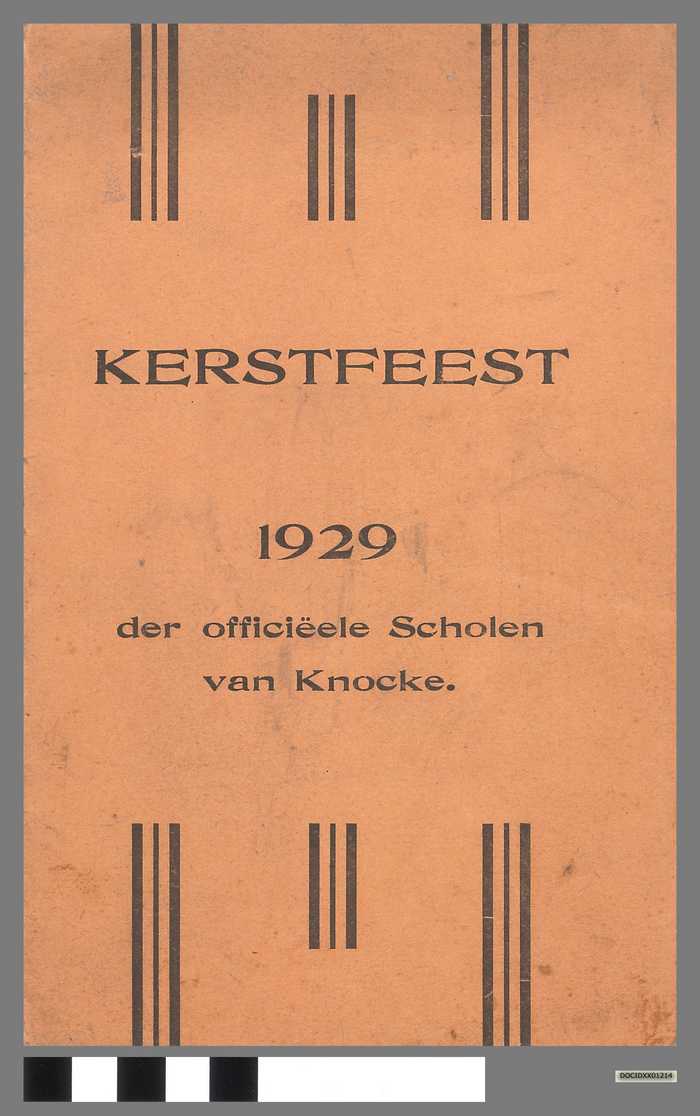 KERSTFEEST
1929
der officiëele Scholen
van Knocke.
DOCIDXX01214